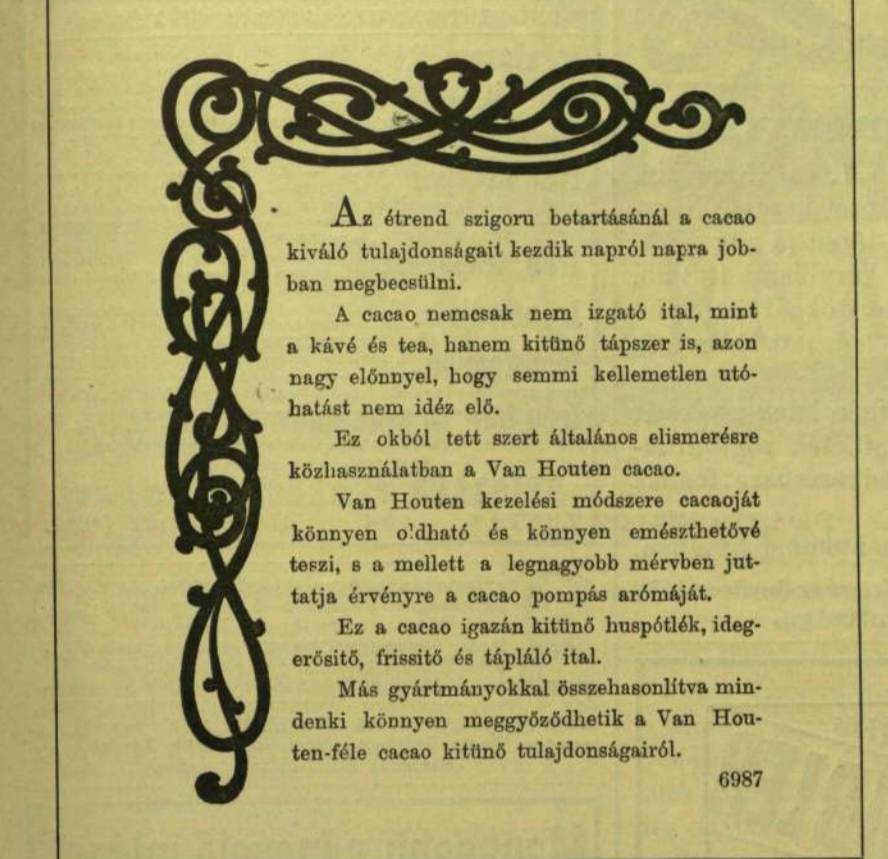 Az étrend szigoru betartásánál a cacao
kiváló tulajdonságait kezdik napról napra job-
ban megbecsülni.
A cacao nemcsak nem izgató ital, mint
a kávé és tea, hanem kitünő tápszer is, azon
nagy előnnyel, hogy semmi kellemetlen utó-
hatást nem idéz elő.
Ez okból tett szert általános elismerésre
közhasználatban a Van Houten cacao.
Van Houten kezelési módszere cacaoját
könnyen oldható és könnyen emészthetővé
teszi, s a mellett a legnagyobb mérvben jut-
tatja érvényre a cacao pompás arómáját.
Ez a cacao igazán kitünő huspótlék, ideg-
erősitő, frissitő és tápláló ital.
Más gyártmányokkal összehasonlítva min-
denki könnyen meggyőződhetik a Van Hou-
ten-féle cacao kitünő tulajdonságairól.
6987